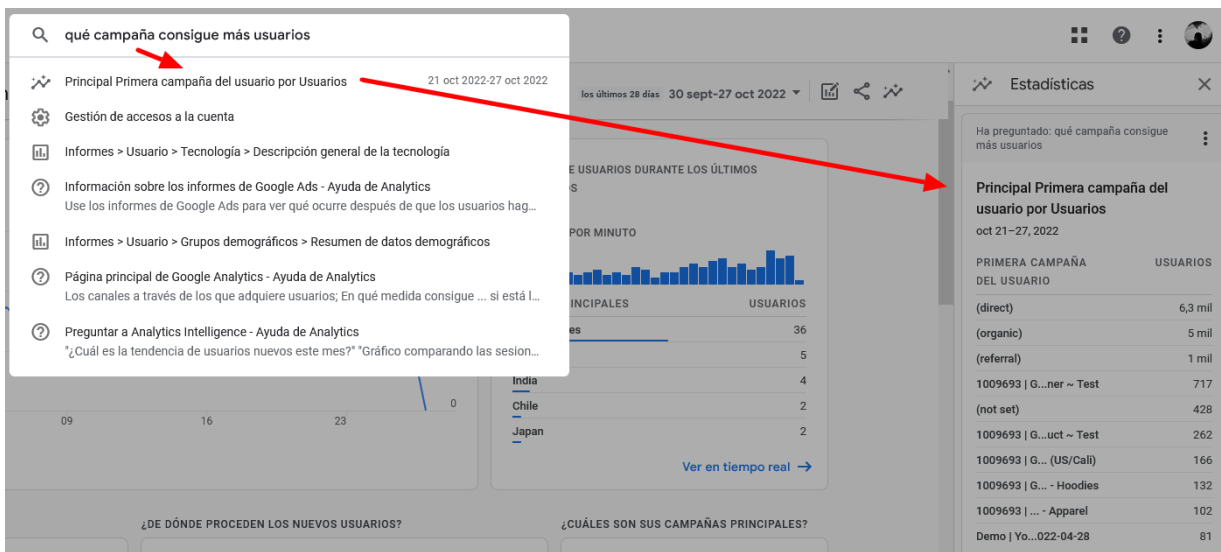 qué campaña consigue más usuarios
Principal Primera campaña del usuario por Usuarios 21 oct 2022-27 oct 2022
Gestión de accesos a la cuenta
Informes > Usuario > Tecnología > Descripción general de la tecnología
Información sobre los informes de Google Ads - Ayuda de Analytics
Use los informes de Google Ads para ver qué ocurre después de que los usuarios hag...
Informes > Usuario > Grupos demográficos > Resumen de datos demográficos
Página principal de Google Analytics - Ayuda de Analytics
Los canales a través de los que adquiere usuarios; En qué medida consigue ... si está l...
Preguntar a Analytics Intelligence - Ayuda de Analytics
"¿Cuál es la tendencia de usuarios nuevos este mes?" "Gráfico comparando las sesion...
los últimos 28 días 30 sept-27 oct 2022
E USUARIOS DURANTE LOS ÚLTIMOS
OS
POR MINUTO
INCIPALES USUARIOS
es 36
5
India 4
Chile 2
Japan 2
Ver en tiempo real
0
09 16 23
¿DE DÓNDE PROCEDEN LOS NUEVOS USUARIOS?
¿CUÁLES SON SUS CAMPAÑAS PRINCIPALES?
Estadísticas
Ha preguntado: qué campaña consigue
más usuarios
Principal Primera campaña del
usuario por Usuarios
oct 21–27, 2022
PRIMERA CAMPAÑA USUARIOS
DEL USUARIO
(direct) 6,3 mil
(organic) 5 mil
(referral) 1 mil
1009693 | G...ner ~ Test 717
(not set) 428
1009693 | G...uct ~ Test 262
1009693 | G... (US/Cali) 166
1009693 | G... - Hoodies 132
1009693 | ... - Apparel 102
Demo | Yo...022-04-28 81